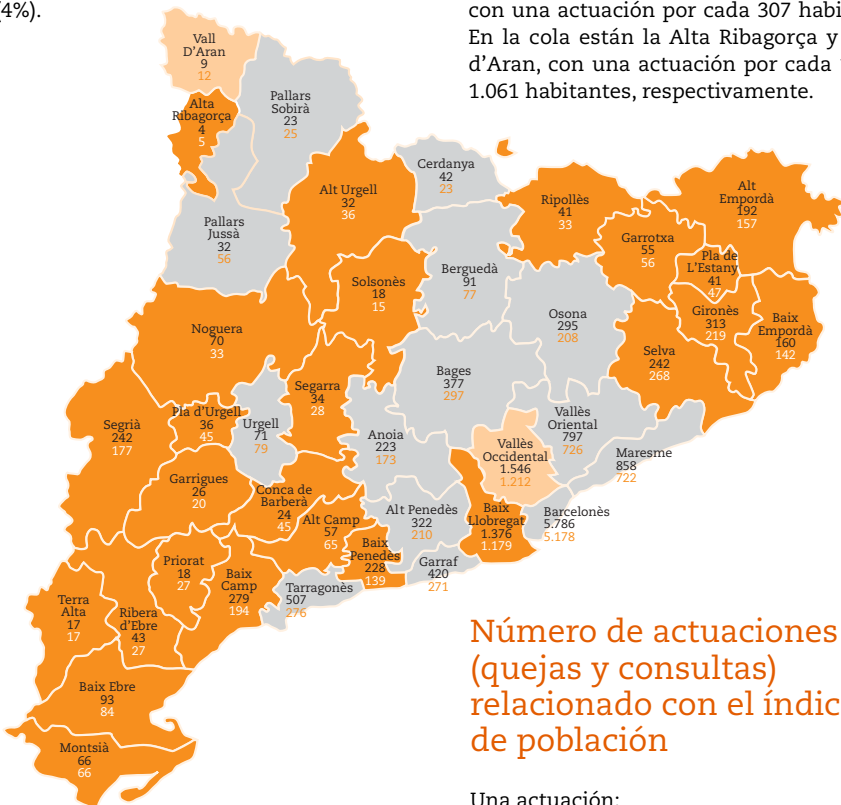 (4%).
con una actuación por cada 307 habi
En la cola están la Alta Ribagorça y
d'Aran, con una actuación por cada
1.061 habitantes, respectivamente.
Vall
D'Aran
9
12
Alta
Ribagorça
4
5
Pallars
Sobirà
23
25
Pallars
Jussà
32
56
Alt Urgell
32
36
Cerdanya
42
23
Ripollès
41
33
Alt
Empordà
192
157
Garrotxa
55
56
Pla de
L'Estany
41
47
Berguedà
91
77
Solsonès
18
15
Osona
295
208
Gironès
313
219
Baix
Empordà
160
142
Noguera
70
33
Selva
242
268
Bages
377
297
Segarra
34
28
Pla d'Urgell
36
45
Urgell
71
79
Segrià
242
177
Anoia
223
173
Vallès
Oriental
797
726
Vallès
Occidental
1.546
1.212
Maresme
858
722
Garrigues
26
20
Conca de
Barberà
24
45
Alt Camp
57
65
Alt Penedès
322
210
Baix
Llobregat
1.376
1.179
Barcelonès
5.786
5.178
Baix
Penedès
228
139
Garraf
420
271
Priorat
18
27
Baix
Camp
279
194
Tarragonès
507
276
Terra
Alta
17
17
Ribera
d'Ebre
43
27
Baix Ebre
93
84
Montsià
66
66
Número de actuaciones
(quejas y consultas)
relacionado con el índic
de población
Una actuación: